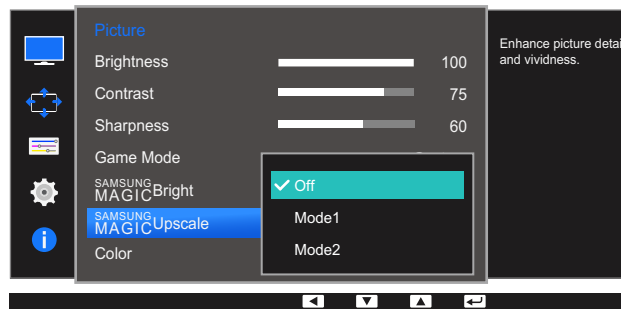 Picture
Brightness 100
Contrast 75
Sharpness 60
Game Mode
SAMSUNG
MAGICBright
SAMSUNG
MAGICUpscale
Color
Off
Mode1
Mode2
Enhance picture detai
and vividness.